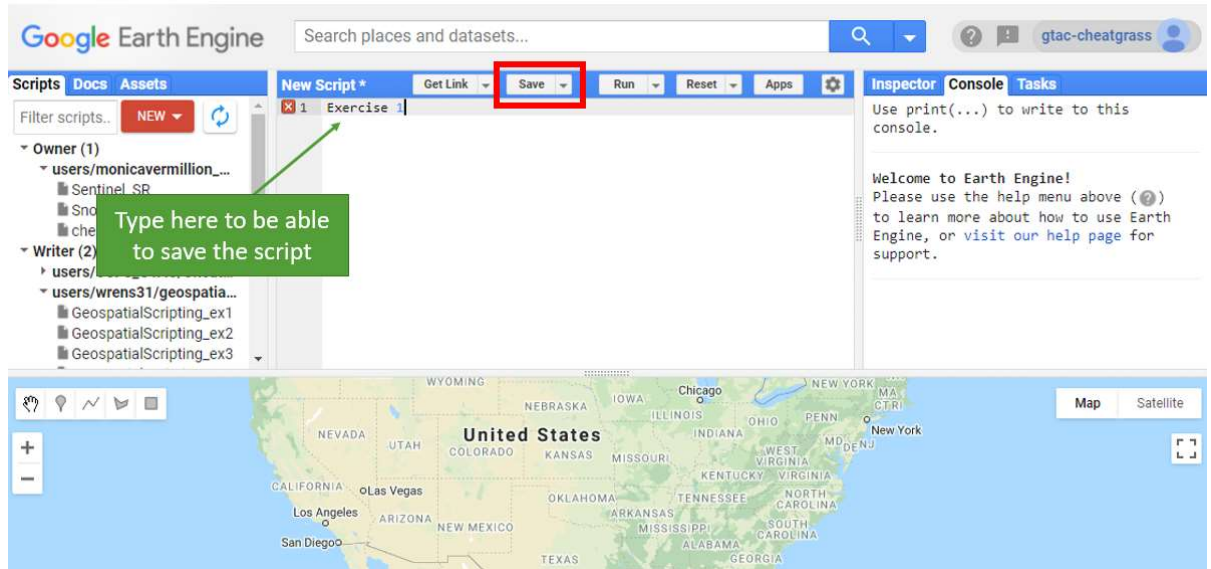 Google Earth Engine
Search places and datasets...
gtac-cheatgrass
Scripts Docs Assets
Filter scripts..
NEW
Owner (1)
users/monicavermillion_...
Sentinel_SR
Sno
che
Writer (2)
users/
users/wrens31/geospatia...
GeospatialScripting_ex1
GeospatialScripting_ex2
GeospatialScripting_ex3
New Script *
Get Link
Save
Run
Reset
Apps
1 Exercise 1
Type here to be able
to save the script
Inspector Console Tasks
Use print(...) to write to this
console.
Welcome to Earth Engine!
Please use the help menu above (?)
to learn more about how to use Earth
Engine, or visit our help page for
support.
Map Satellite
WYOMING
NEBRASKA
IOWA
Chicago
ILLINOIS
INDIANA
OHIO
PENN
NEW YORK
MA
CT RI
New York
MD
DE NJ
NEVADA
UTAH
COLORADO
United States
KANSAS
MISSOURI
WEST
VIRGINIA
KENTUCKY
VIRGINIA
CALIFORNIA
Las Vegas
Los Angeles
ARIZONA
NEW MEXICO
OKLAHOMA
ARKANSAS
TENNESSEE
NORTH
CAROLINA
MISSISSIPPI
SOUTH
CAROLINA
San Diego
TEXAS
ALABAMA
GEORGIA